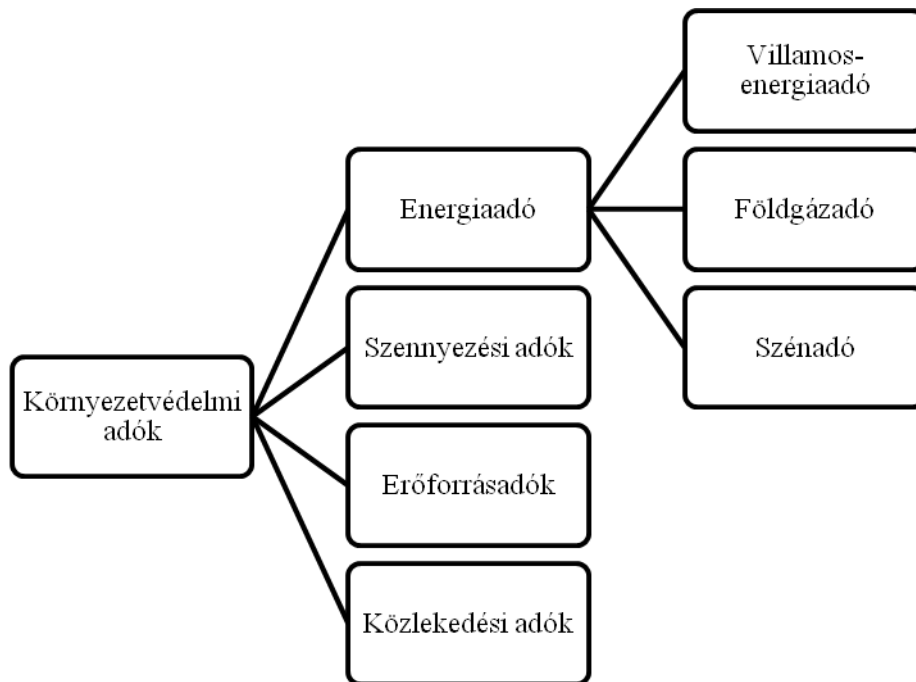 Villamos-
energiaadó
Energiaadó
Földgázadó
Szennyezési adók
Szénadó
Környezetvédelmi
adók
Erőforrásadók
Közlekedési adók